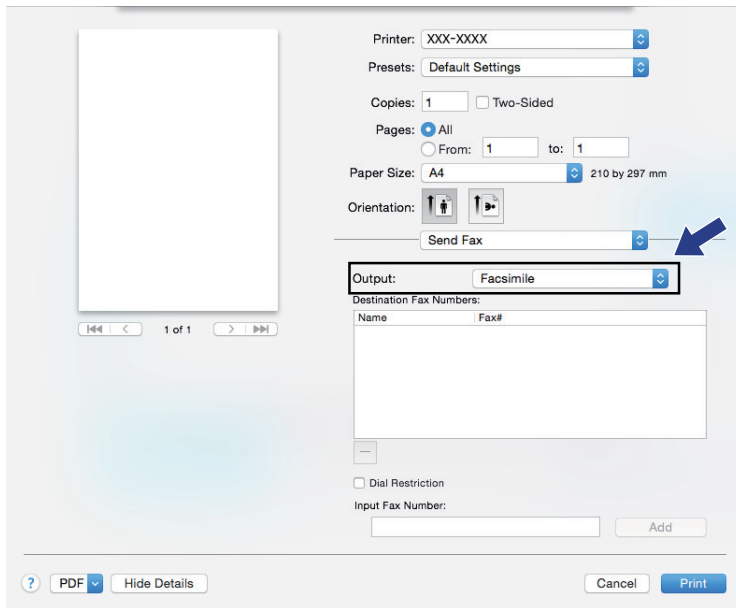 Printer: XXX-XXXX
Presets: Default Settings
Copies: 1 Two-Sided
Pages: All
From: 1 to: 1
Paper Size: A4 210 by 297 mm
Orientation:
Send Fax
Output: Facsimile
Destination Fax Numbers:
Name Fax#
1 of 1
Dial Restriction
Input Fax Number:
Add
? PDF Hide Details Cancel Print